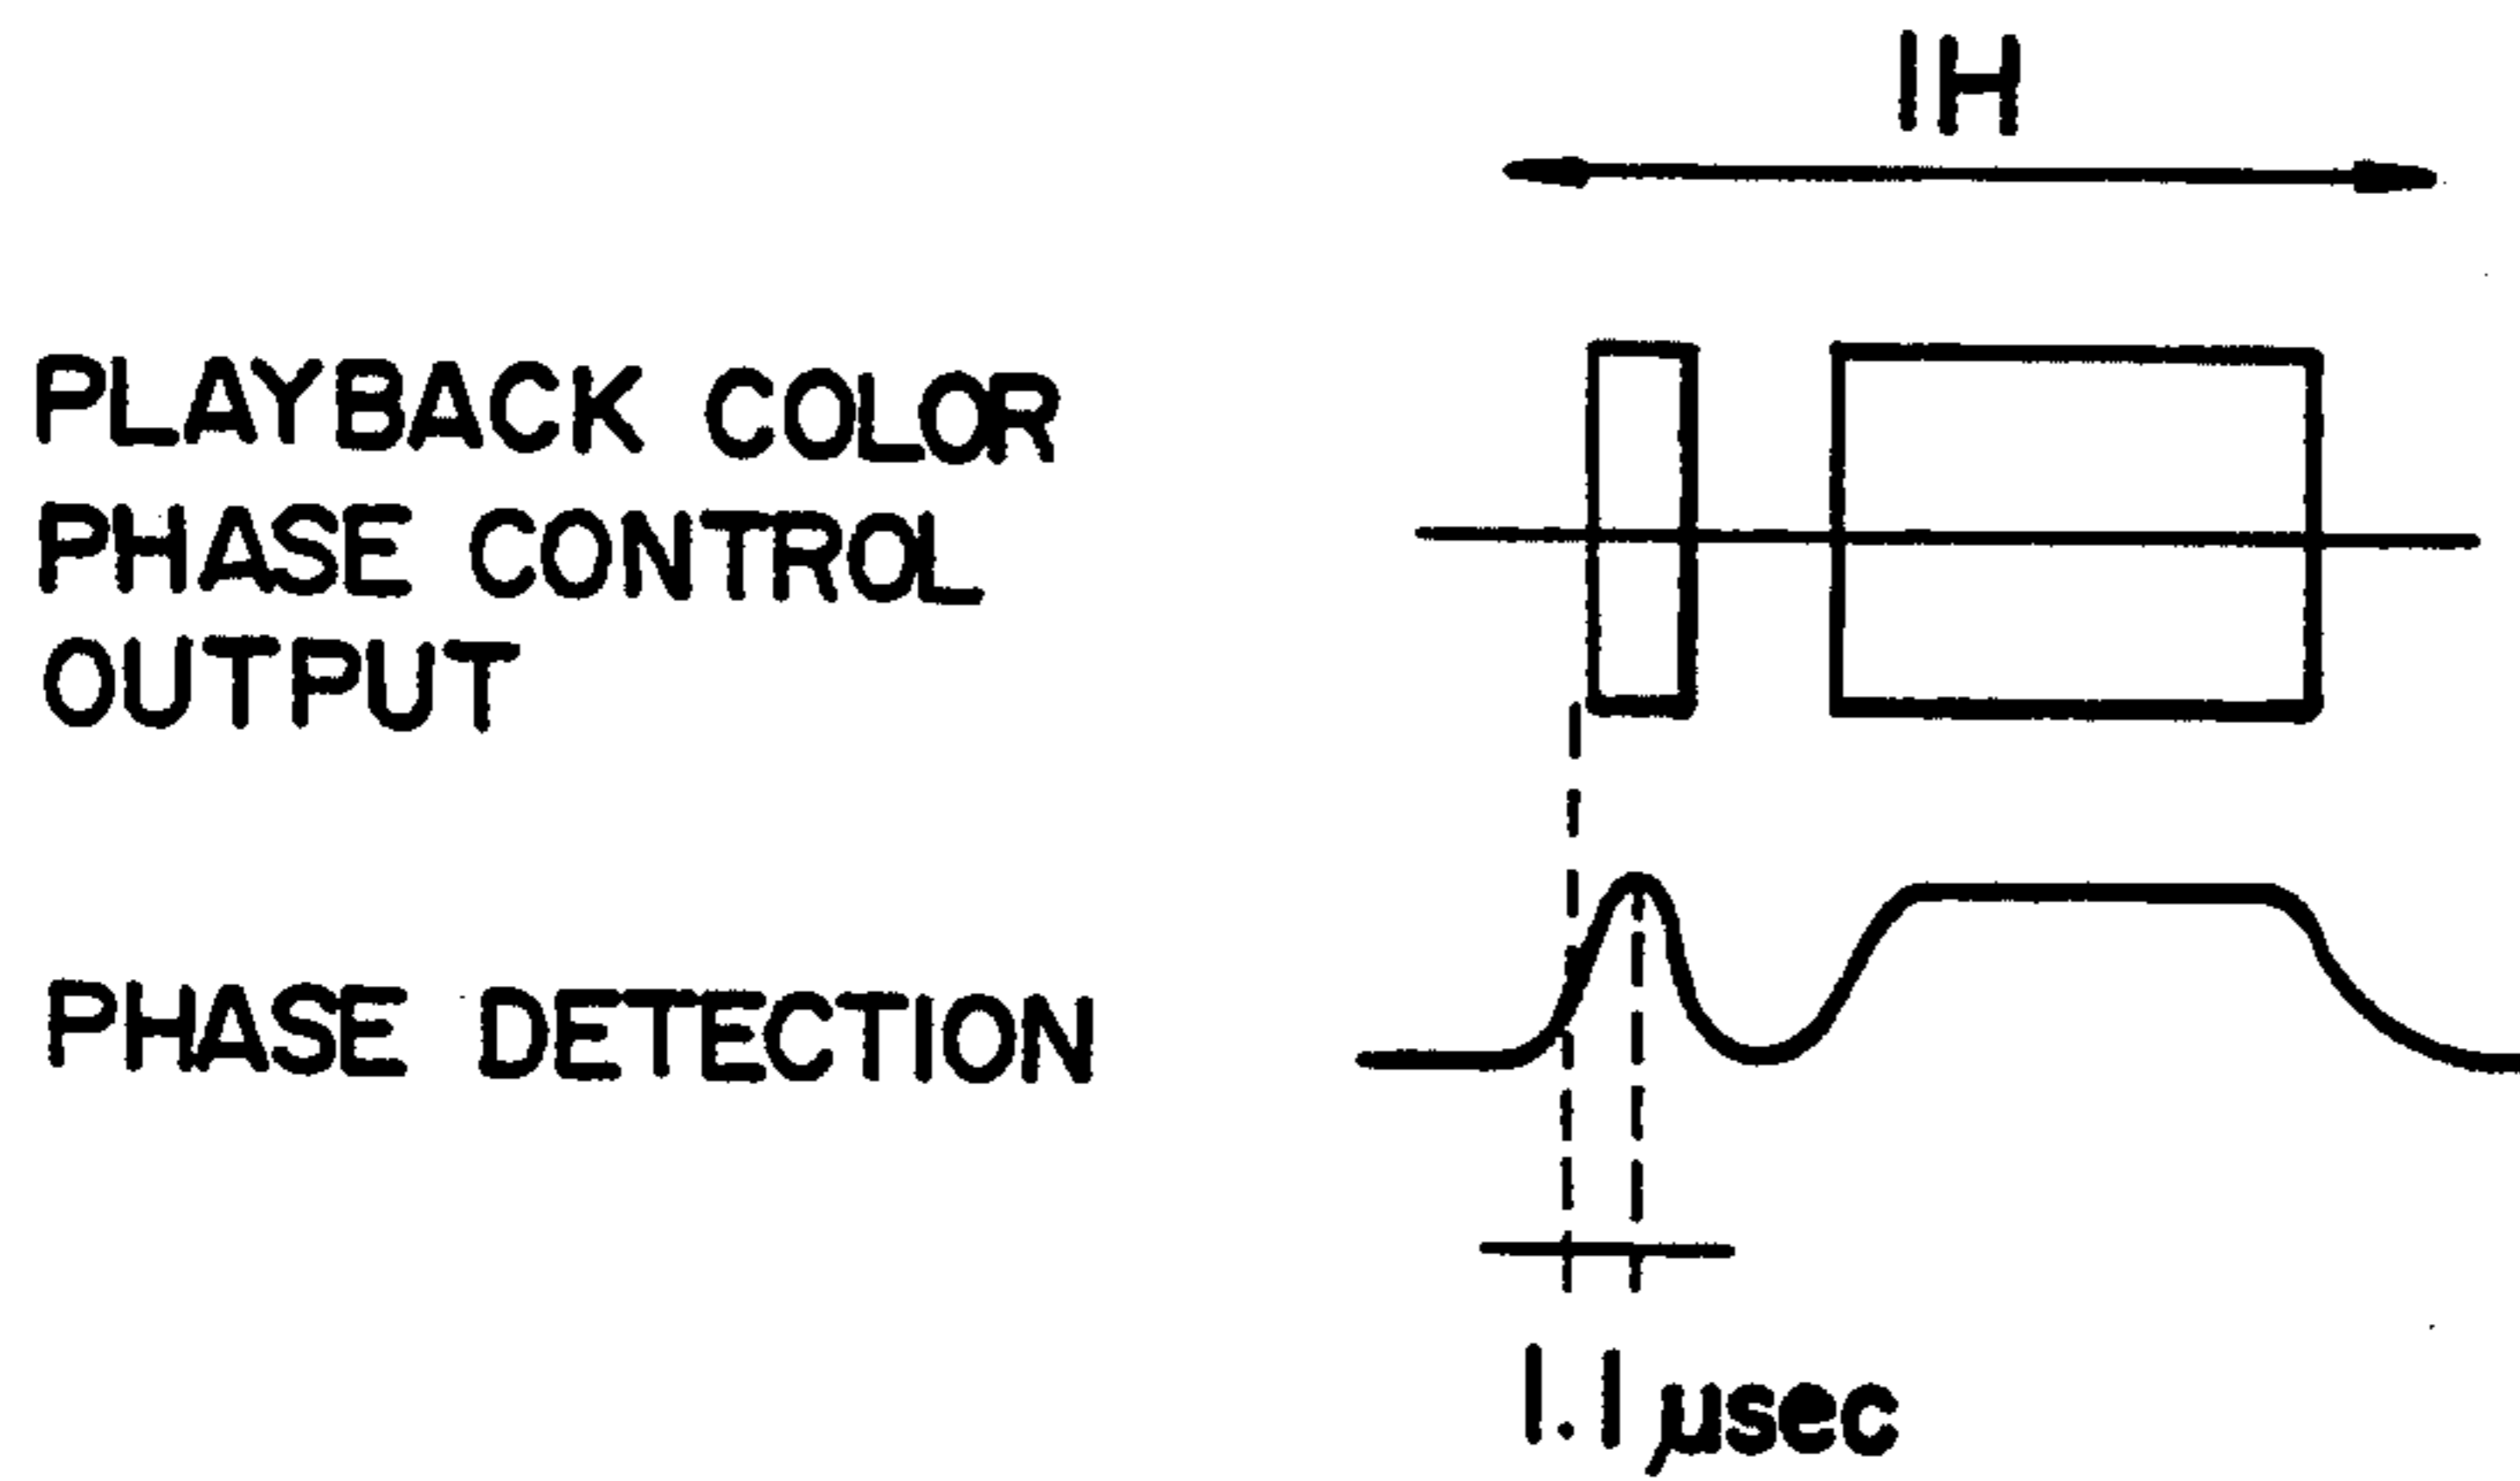 1H
PLAYBACK COLOR
PHASE CONTROL
OUTPUT
PHASE DETECTION
1.1 μsec